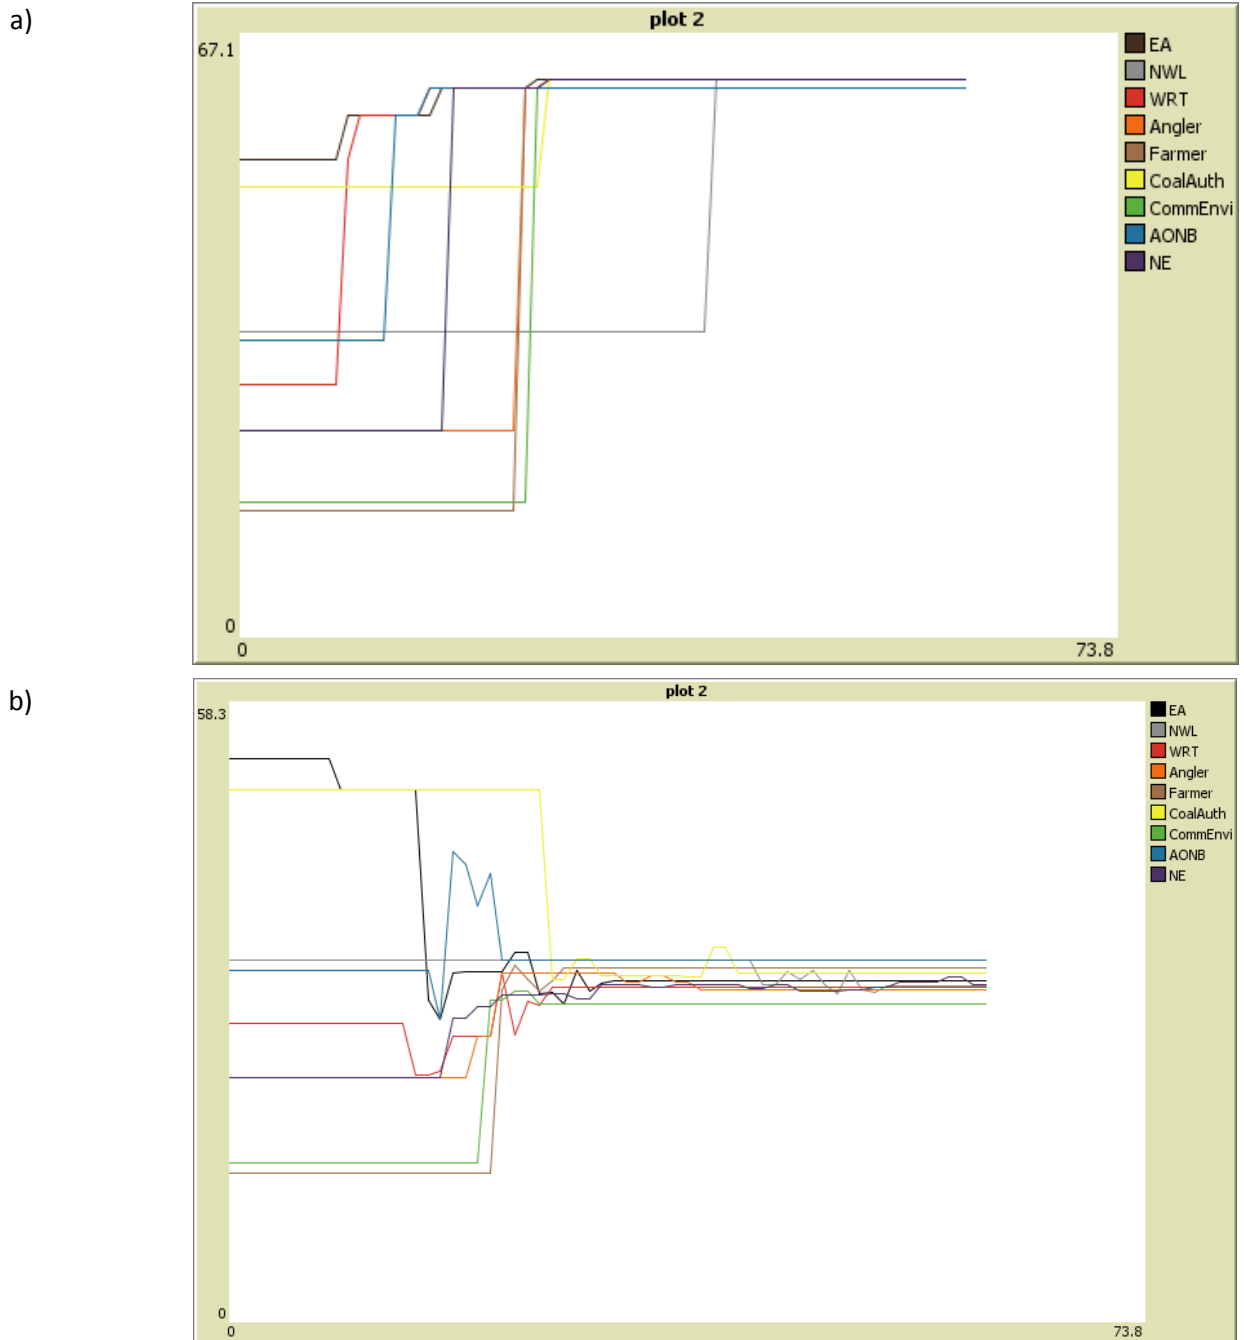 a)
plot 2
67.1
EA
NWL
WRT
Angler
Farmer
CoalAuth
CommEnvi
AONB
NE
0
0
73.8
b)
plot 2
58.3
EA
NWL
WRT
Angler
Farmer
CoalAuth
CommEnvi
AONB
NE
0
0
73.8